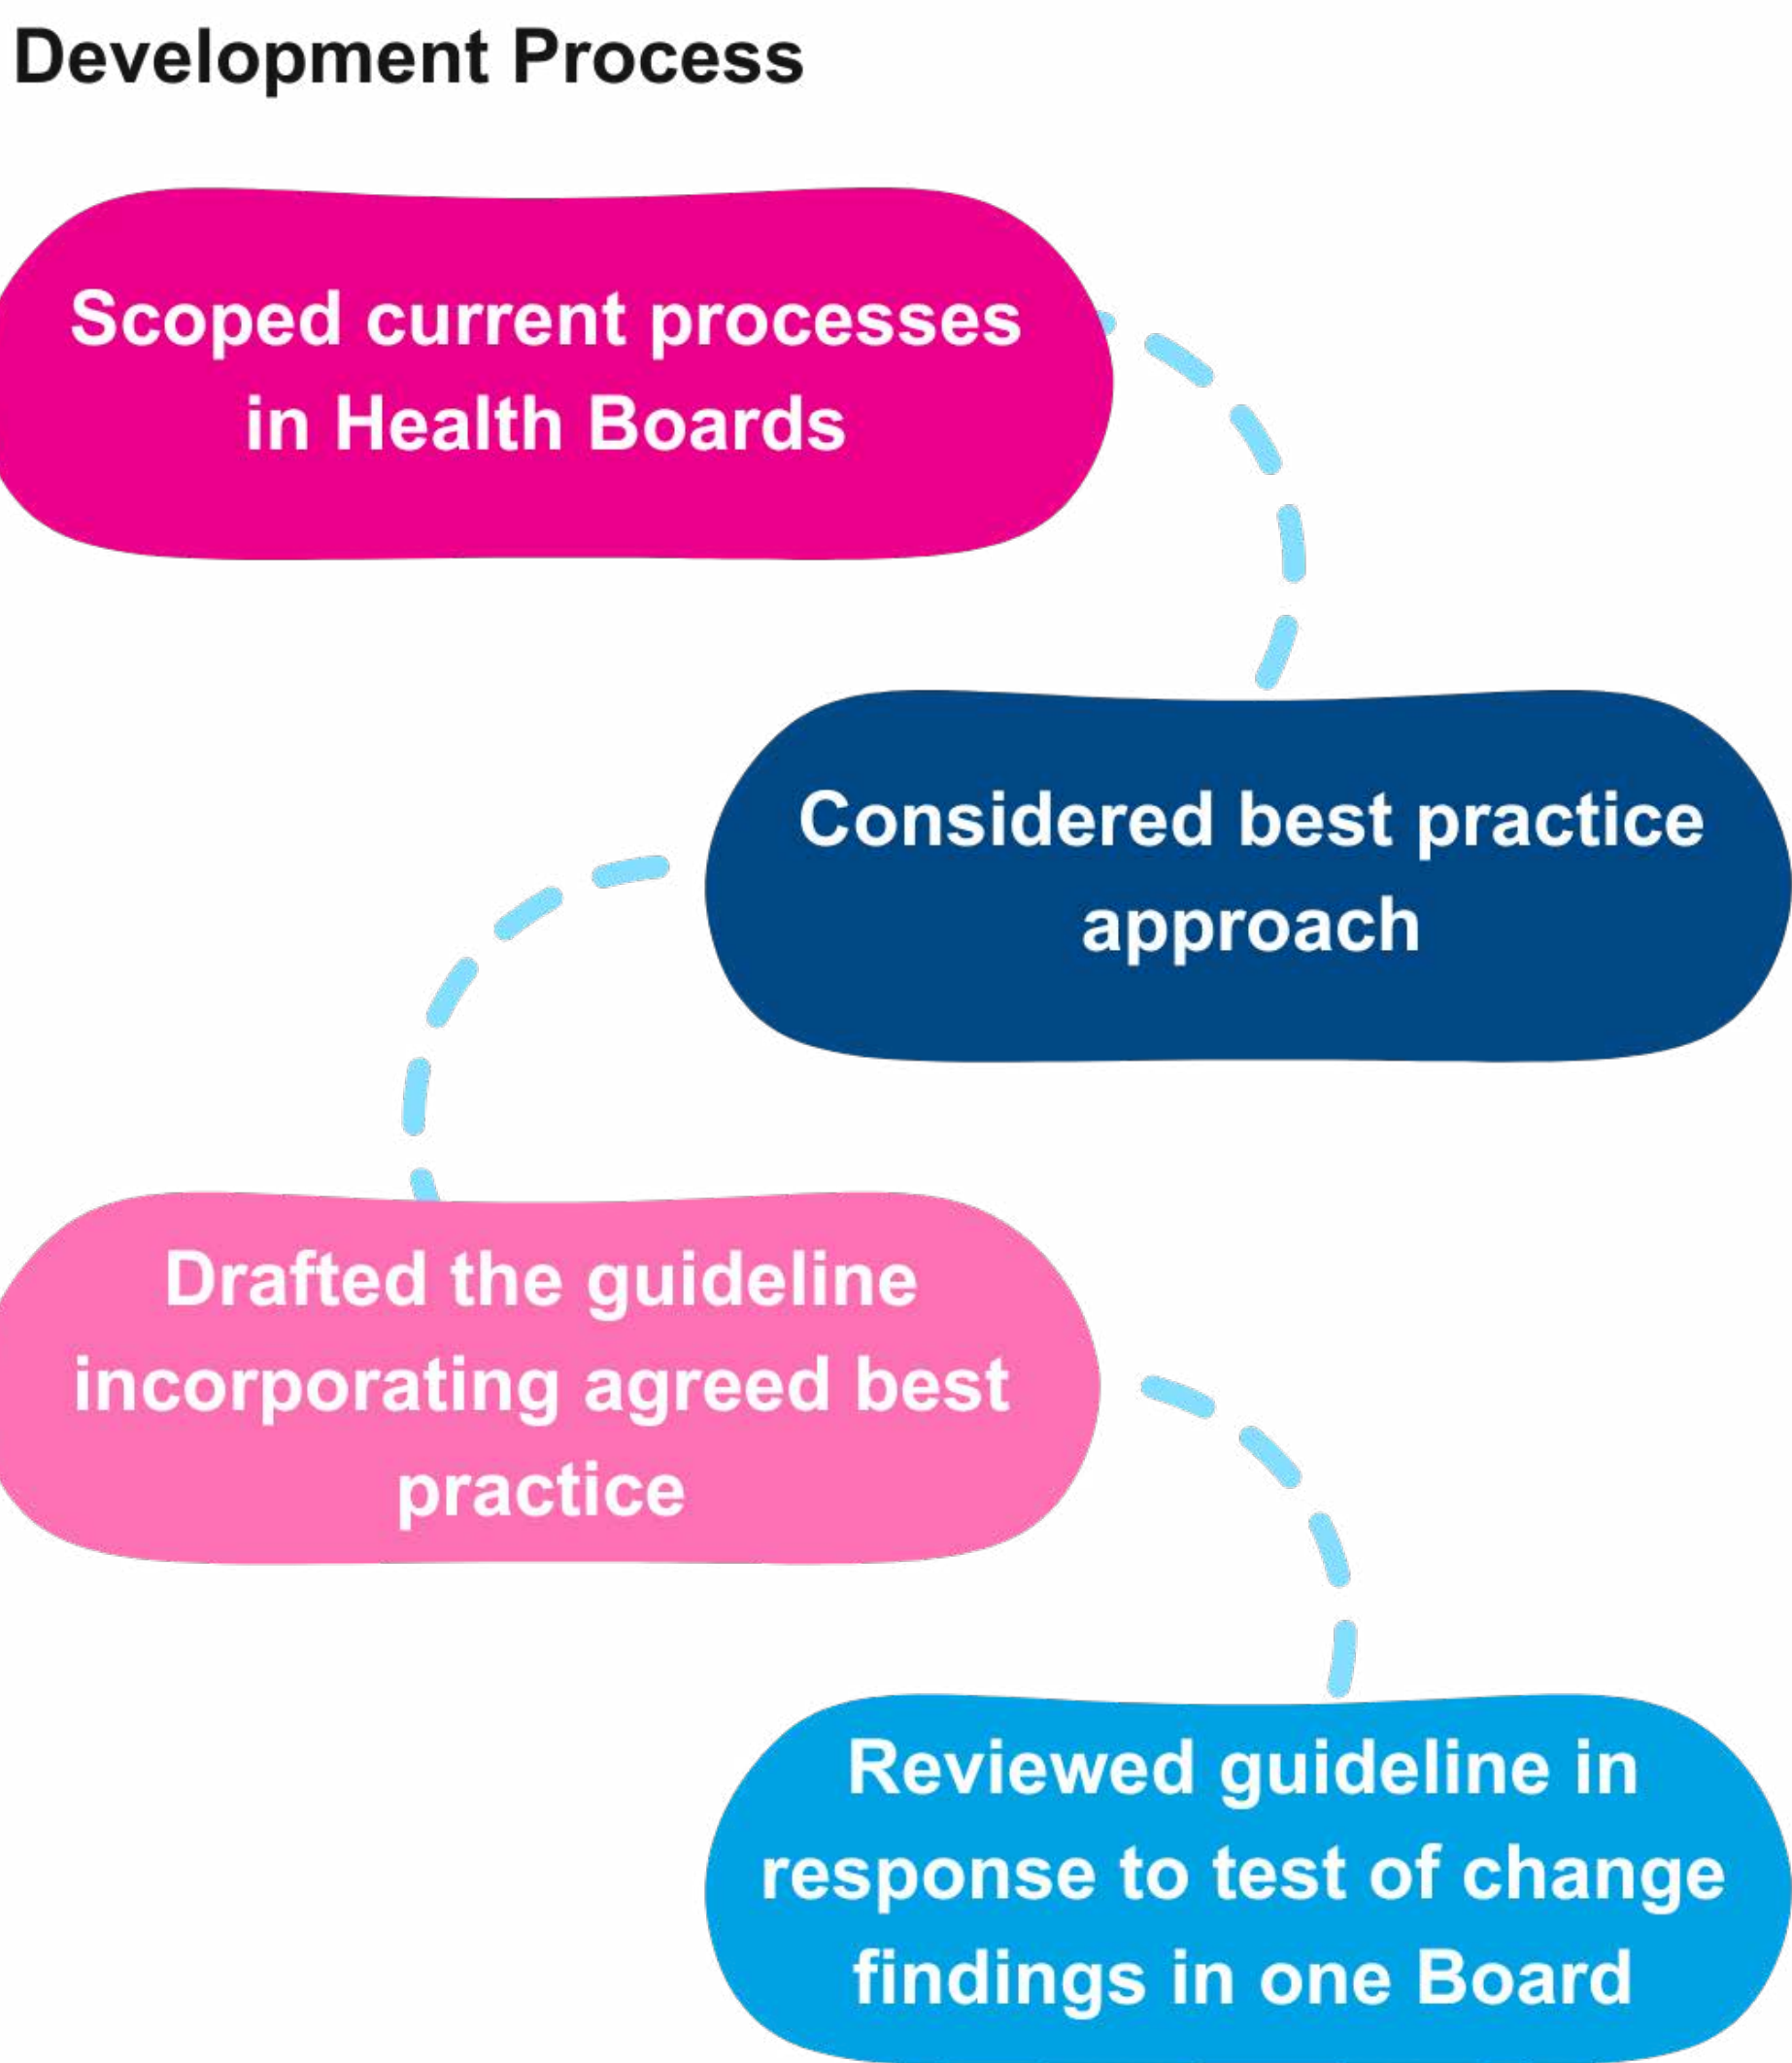 Development Process
Scoped current processes
in Health Boards
Considered best practice
approach
Drafted the guideline
incorporating agreed best
practice
Reviewed guideline in
response to test of change
findings in one Board